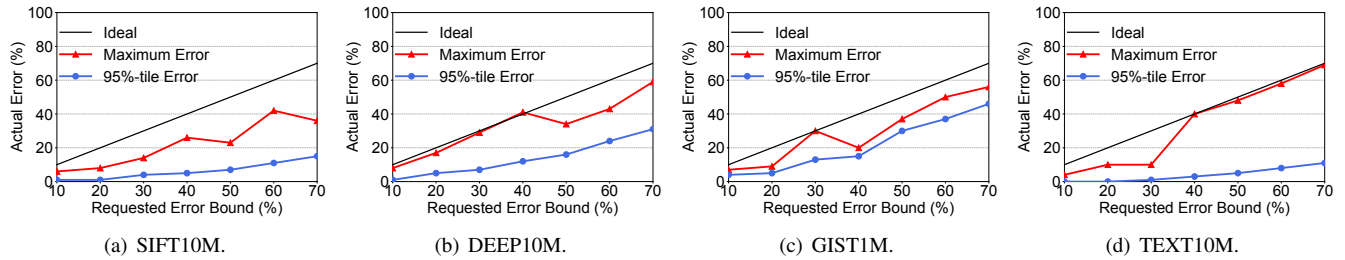 100
80
60
40
20
0
10 20 30 40 50 60 70
Actual Error (%)
Requested Error Bound (%)
Ideal
Maximum Error
95%-tile Error
(a) SIFT10M.
100
80
60
40
20
0
10 20 30 40 50 60 70
Actual Error (%)
Requested Error Bound (%)
Ideal
Maximum Error
95%-tile Error
(b) DEEP10M.
100
80
60
40
20
0
10 20 30 40 50 60 70
Actual Error (%)
Requested Error Bound (%)
Ideal
Maximum Error
95%-tile Error
(c) GIST1M.
100
80
60
40
20
0
10 20 30 40 50 60 70
Actual Error (%)
Requested Error Bound (%)
Ideal
Maximum Error
95%-tile Error
(d) TEXT10M.